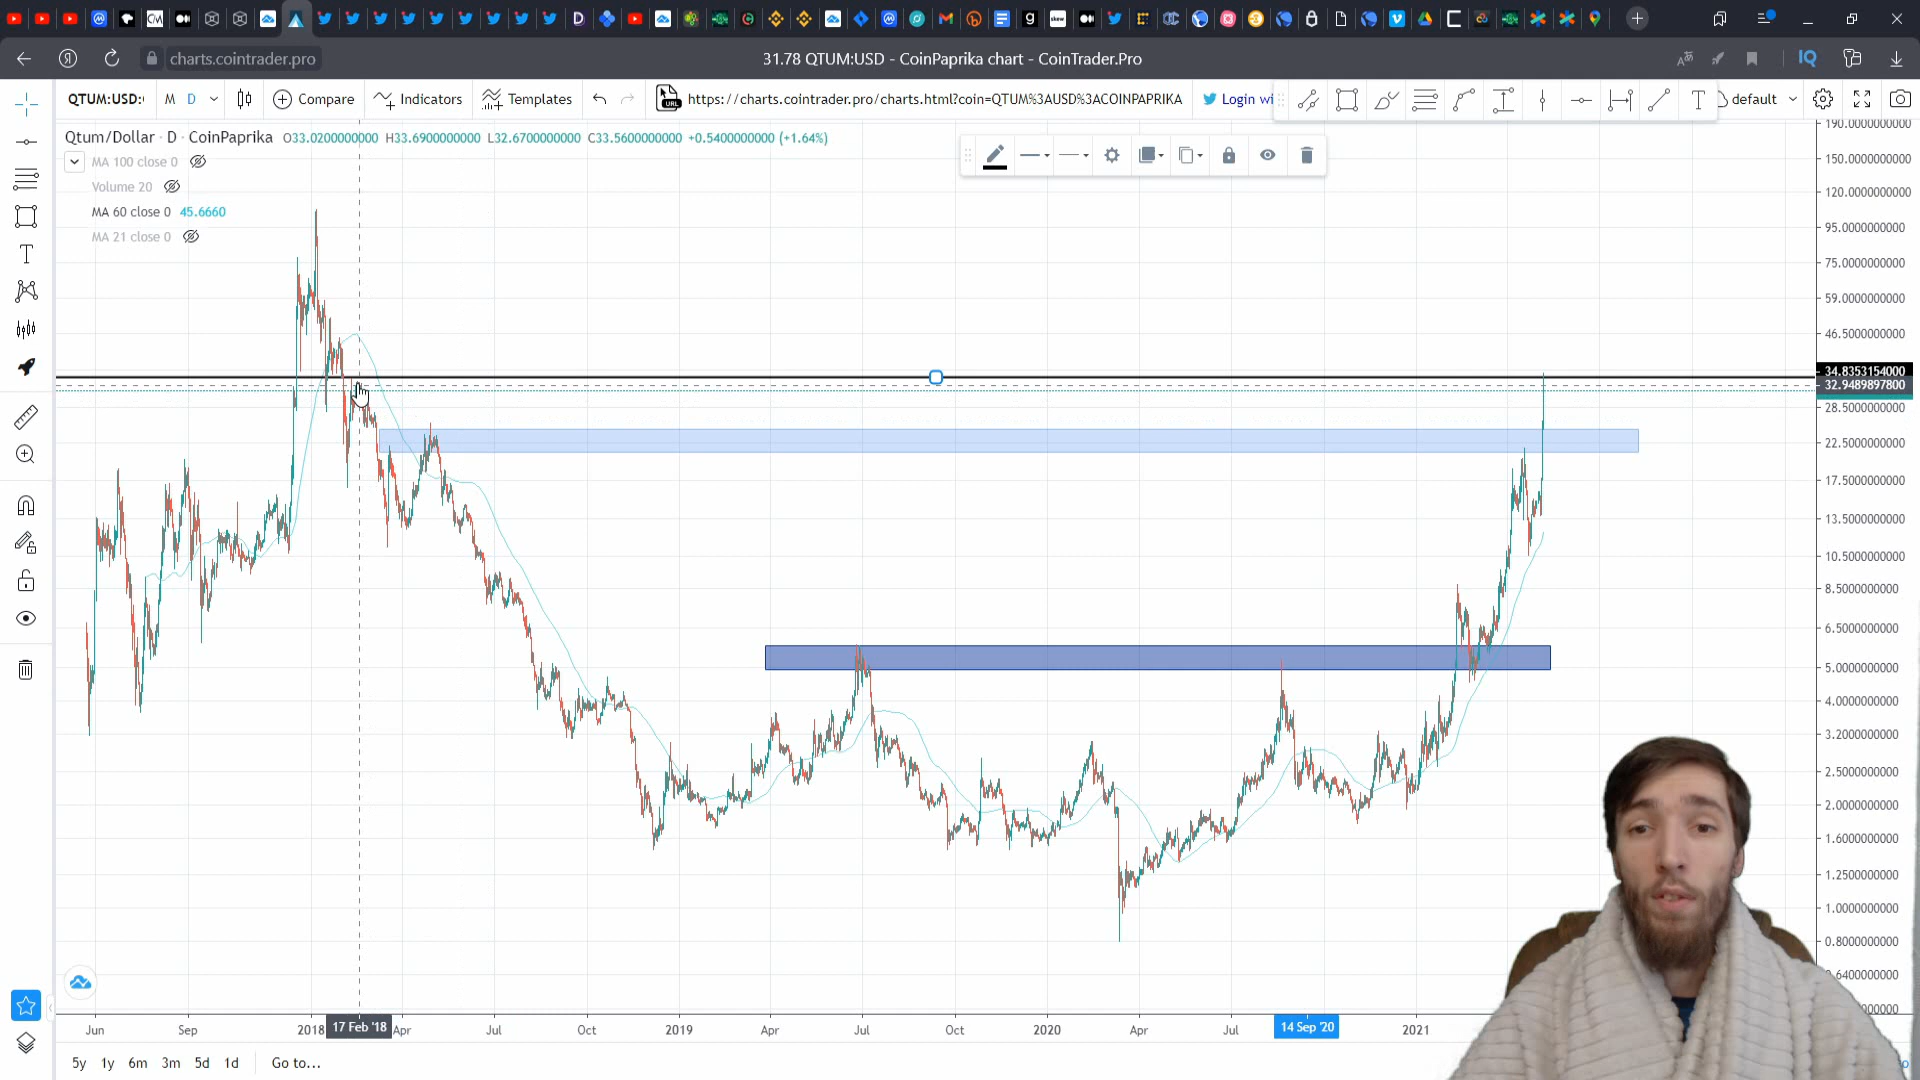 charts.cointrader.pro
31.78 QTUM:USD - CoinPaprika chart - CoinTrader.Pro
IQ
QTUM:USD:
M D
Compare
Indicators
Templates
URL
https://charts.cointrader.pro/charts.html?coin=QTUM%3AUSD%3ACOINPAPRIKA
Login wi
T
default
Qtum/Dollar · D · CoinPaprika O33.0200000000 H33.6900000000 L32.6700000000 C33.5600000000 +0.5400000000 (+1.64%)
MA 100 close 0
Volume 20
MA 60 close 0 45.6660
MA 21 close 0
190.0000000000
150.0000000000
120.0000000000
95.0000000000
75.0000000000
59.0000000000
46.5000000000
34.8353154000
32.9489897800
28.5000000000
22.5000000000
17.5000000000
13.5000000000
10.5000000000
8.5000000000
6.5000000000
5.0000000000
4.0000000000
3.2000000000
2.5000000000
2.0000000000
1.6000000000
1.2500000000
1.0000000000
0.8000000000
Jun Sep 2018 17 Feb '18 Apr Jul Oct 2019 Apr Jul Oct 2020 Apr Jul 14 Sep '20 2021
5y 1y 6m 3m 5d 1d Go to...